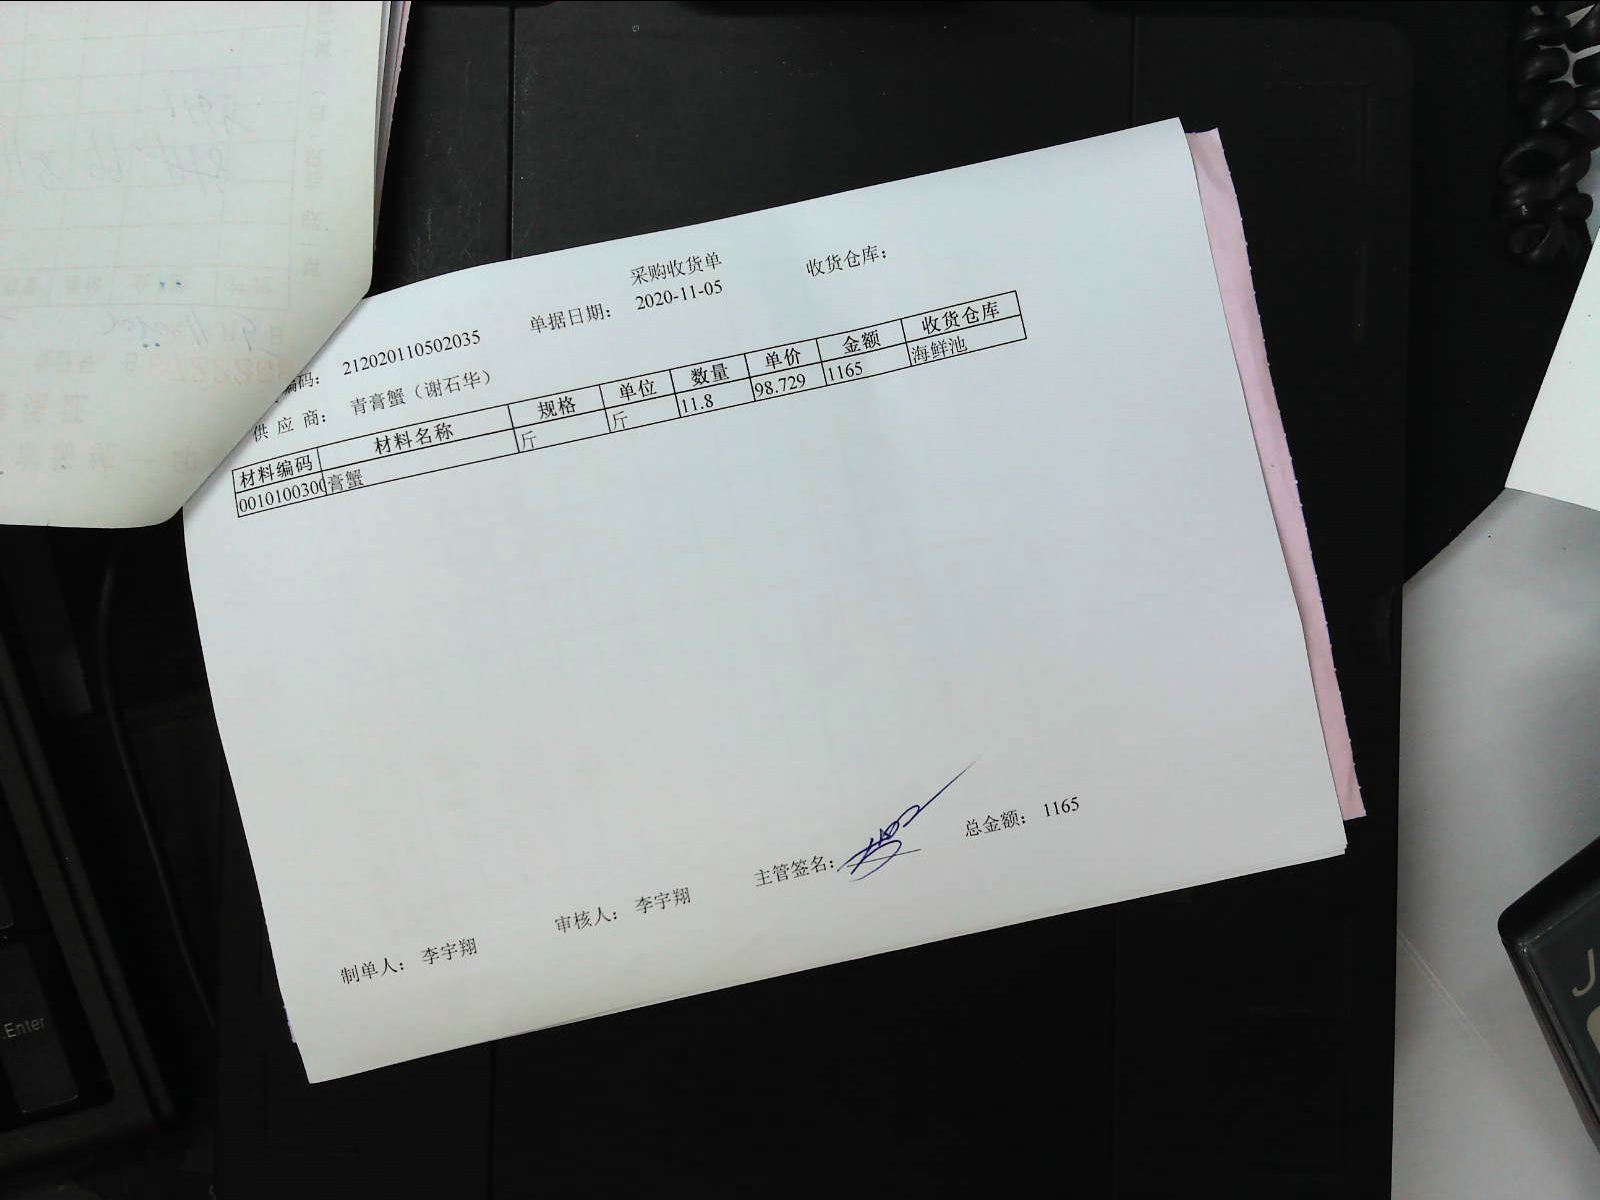 采购收货单
编码： 212020110502035 单据日期： 2020-11-05 收货仓库：
供 应 商： 青膏蟹（谢石华）
材料编码 材料名称 规格 单位 数量 单价 金额 收货仓库
0010100300 膏蟹 斤 斤 11.8 98.729 1165 海鲜池
制单人： 李宇翔 审核人： 李宇翔 主管签名： 总金额： 1165
Enter
J